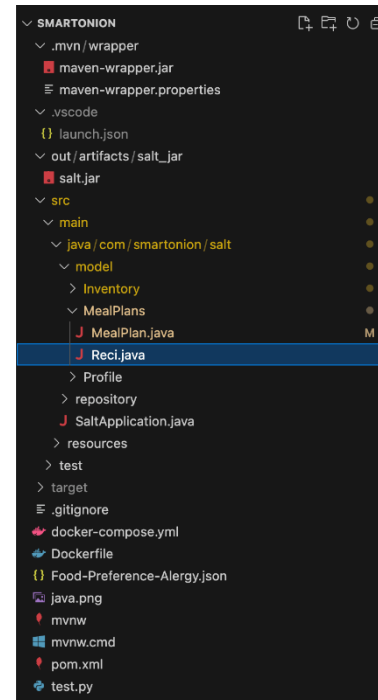 SMARTONION
.mvn/wrapper
maven-wrapper.jar
maven-wrapper.properties
.vscode
{} launch.json
out/artifacts/salt_jar
salt.jar
src
main
java/com/smartonion/salt
model
Inventory
MealPlans
J MealPlan.java M
J Reci.java
Profile
repository
J SaltApplication.java
resources
test
target
.gitignore
docker-compose.yml
Dockerfile
{} Food-Preference-Alergy.json
java.png
mvnw
mvnw.cmd
pom.xml
test.py